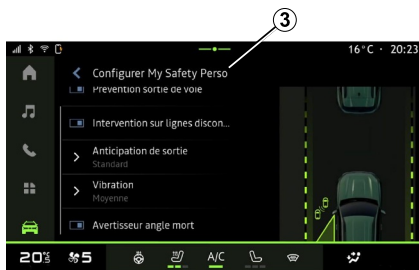 3
16°C · 20:23
Configurer My Safety Perso
Prévention sortie de voie
Intervention sur lignes discon...
Anticipation de sortie
Standard
Vibration
Moyenne
Avertisseur angle mort
20°5 5 A/C